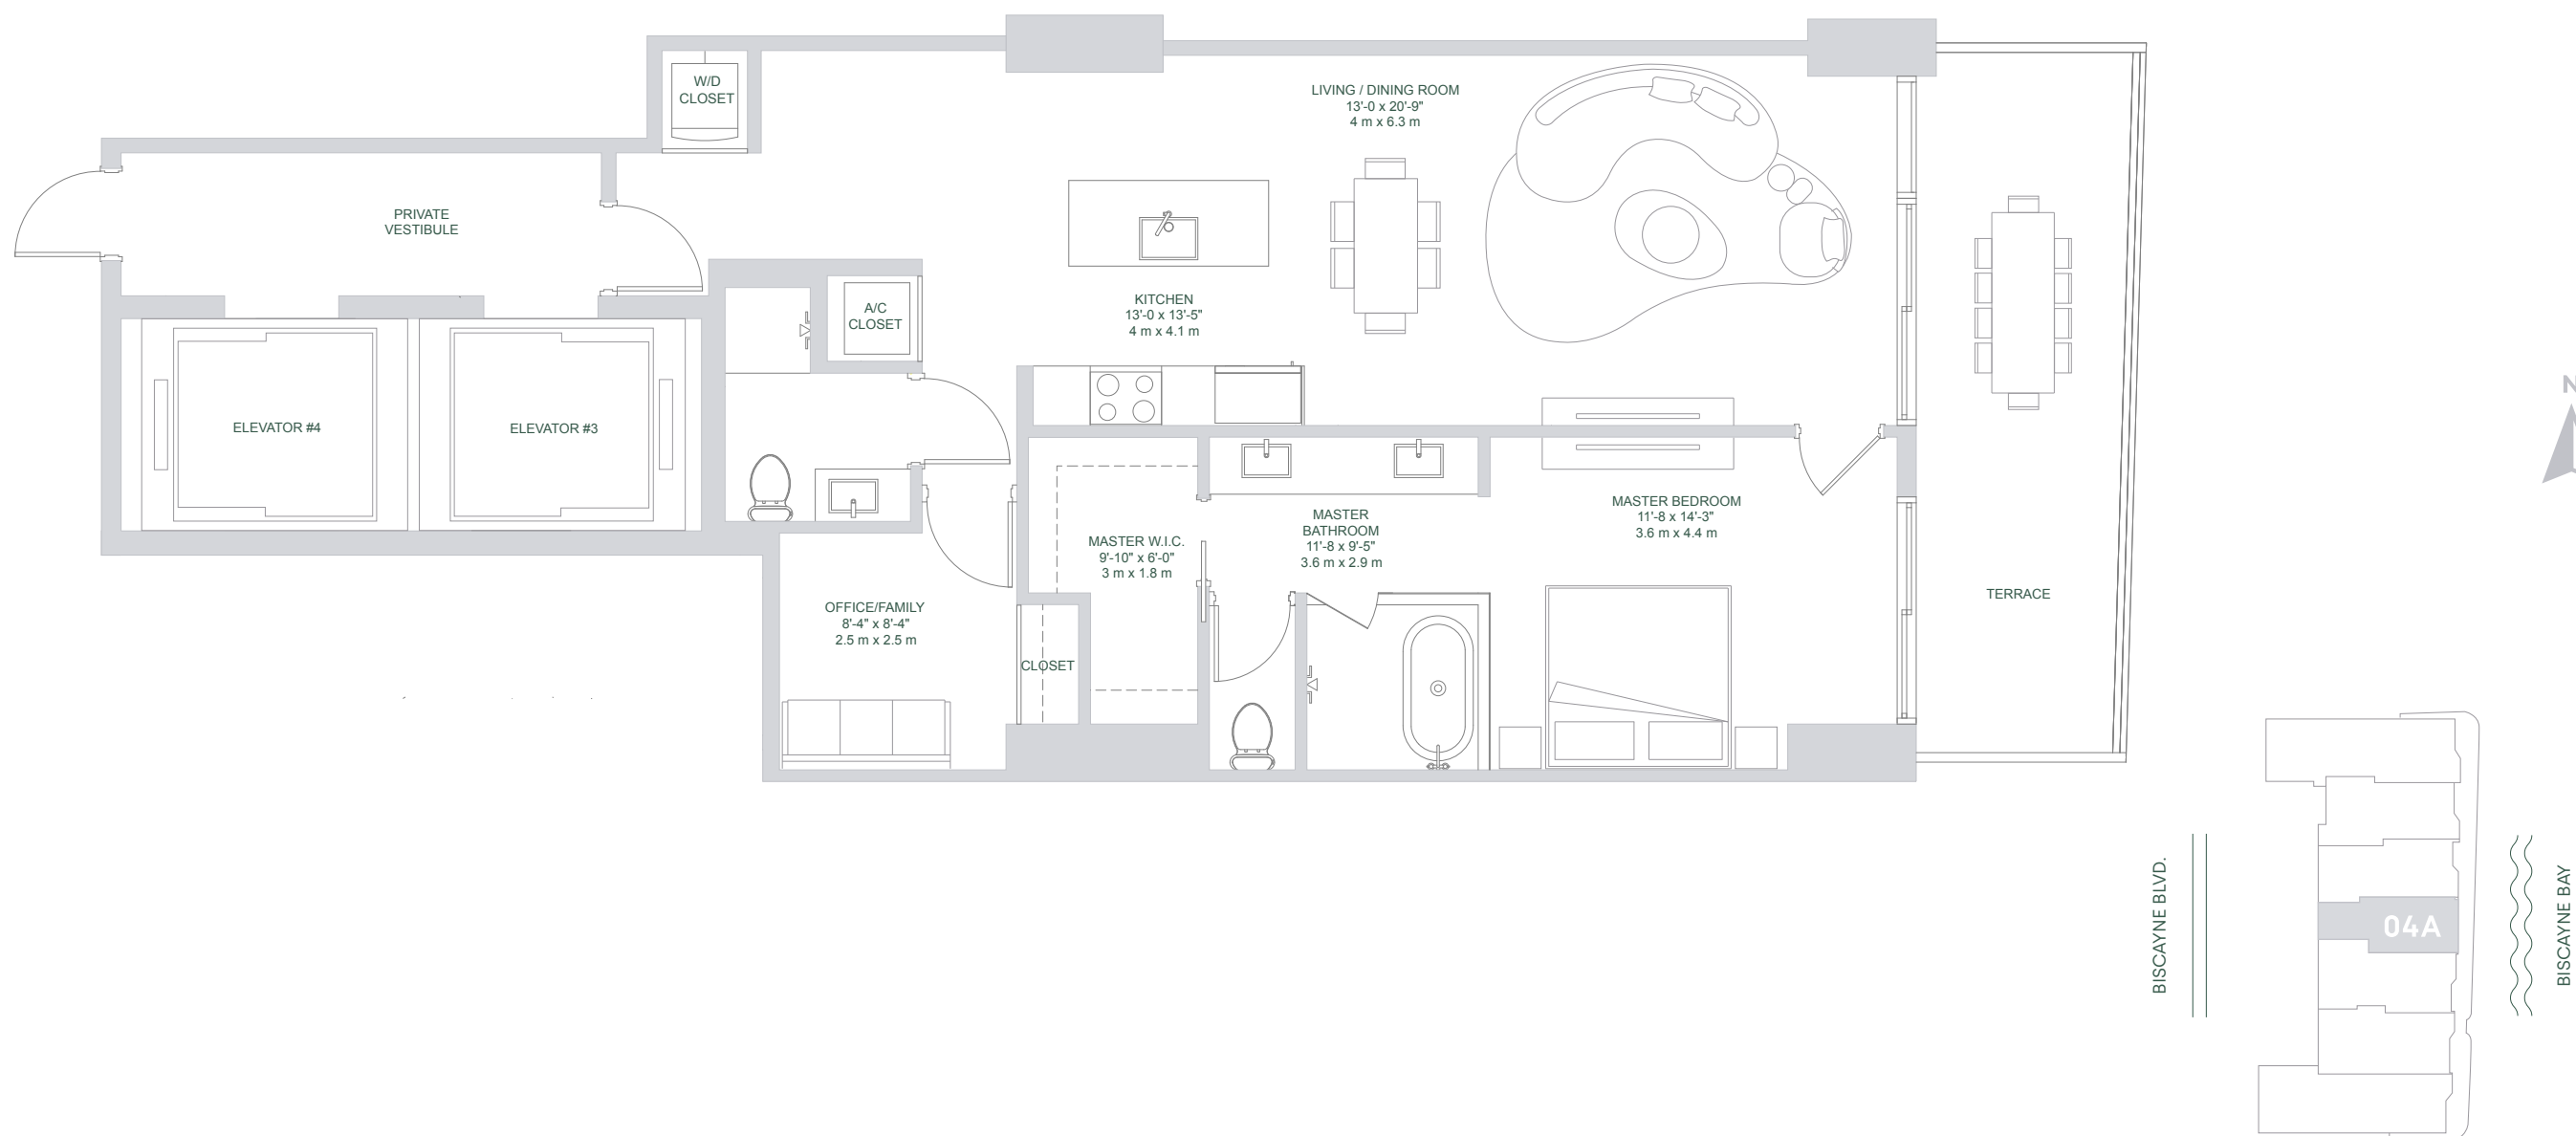 W/D
CLOSET
LIVING / DINING ROOM
13'-0 x 20'-9"
4 m x 6.3 m
PRIVATE
VESTIBULE
A/C
CLOSET
KITCHEN
13'-0 x 13'-5"
4 m x 4.1 m
ELEVATOR #4
ELEVATOR #3
MASTER BEDROOM
11'-8 x 14'-3"
3.6 m x 4.4 m
MASTER
BATHROOM
11'-8 x 9'-5"
3.6 m x 2.9 m
MASTER W.I.C.
9'-10" x 6'-0"
3 m x 1.8 m
OFFICE/FAMILY
8'-4" x 8'-4"
2.5 m x 2.5 m
CLOSET
TERRACE
N
BISCAYNE BLVD.
04A
BISCAYNE BAY